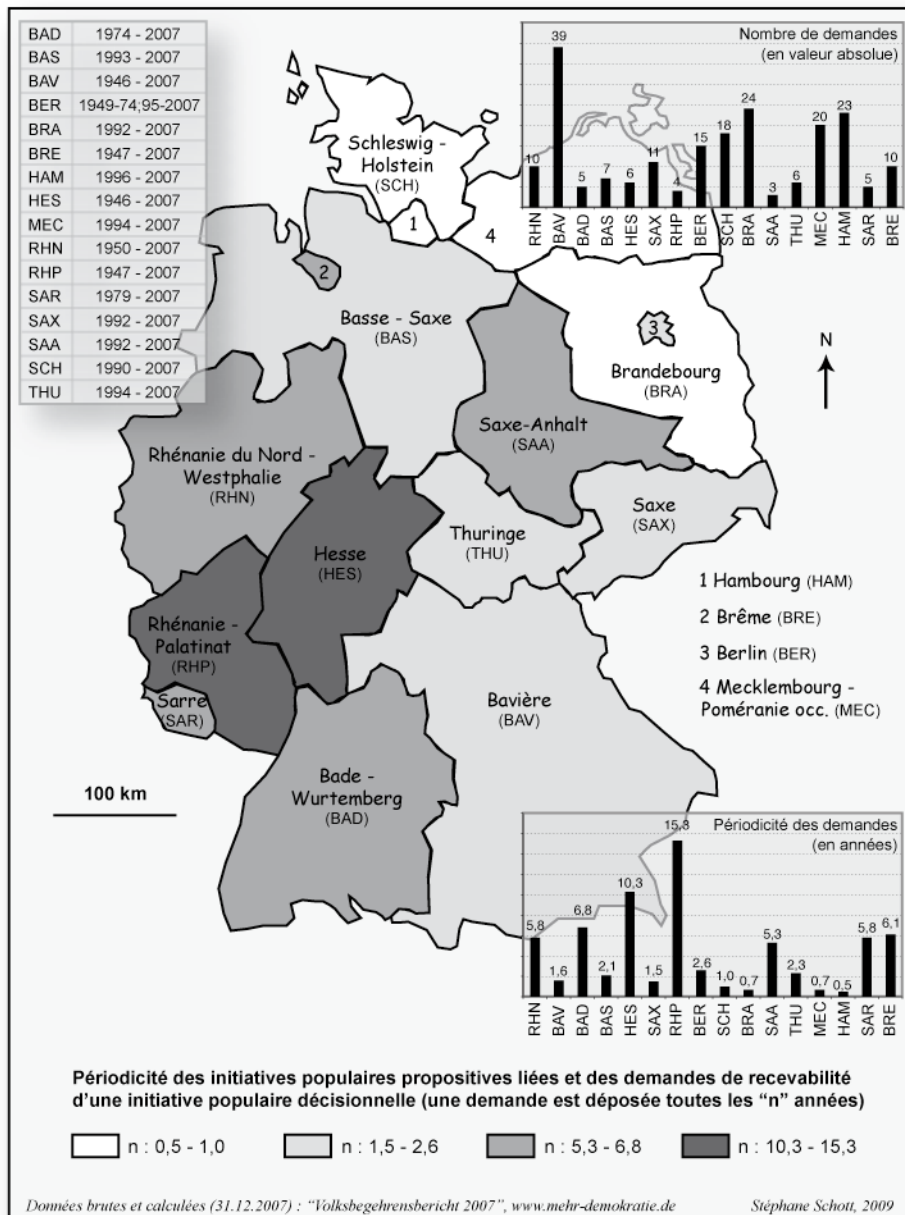 BAD 1974 - 2007
BAS 1993 - 2007
BAV 1946 - 2007
BER 1949-74;95-2007
BRA 1992 - 2007
BRE 1947 - 2007
HAM 1996 - 2007
HES 1946 - 2007
MEC 1994 - 2007
RHN 1950 - 2007
RHP 1947 - 2007
SAR 1979 - 2007
SAX 1992 - 2007
SAA 1992 - 2007
SCH 1990 - 2007
THU 1994 - 2007
Nombre de demandes
(en valeur absolue)
10 39 5 7 6 11 4 15 18 24 3 6 20 23 5 10
RHN BAV BAD BAS HES SAX RHP BER SCH BRA SAA THU MEC HAM SAR BRE
Schleswig -
Holstein
(SCH)
1
4
2
Basse - Saxe
(BAS)
3
Brandebourg
(BRA)
N
Saxe-Anhalt
(SAA)
Rhénanie du Nord -
Westphalie
(RHN)
Saxe
(SAX)
Thuringe
(THU)
Hesse
(HES)
1 Hambourg (HAM)
2 Brême (BRE)
3 Berlin (BER)
4 Mecklembourg -
Poméranie occ. (MEC)
Rhénanie -
Palatinat
(RHP)
Sarre
(SAR)
Bavière
(BAV)
Bade -
Wurtemberg
(BAD)
100 km
Périodicité des demandes
(en années)
5,8 1,6 6,8 2,1 10,3 1,5 15,3 2,6 1,0 0,7 5,3 2,3 0,7 0,5 5,8 6,1
RHN BAV BAD BAS HES SAX RHP BER SCH BRA SAA THU MEC HAM SAR BRE
Périodicité des initiatives populaires propositives liées et des demandes de recevabilité
d'une initiative populaire décisionnelle (une demande est déposée toutes les "n" années)
n : 0,5 - 1,0 n : 1,5 - 2,6 n : 5,3 - 6,8 n : 10,3 - 15,3
Données brutes et calculées (31.12.2007) : "Volksbegehrensbericht 2007", www.mehr-demokratie.de Stéphane Schott, 2009